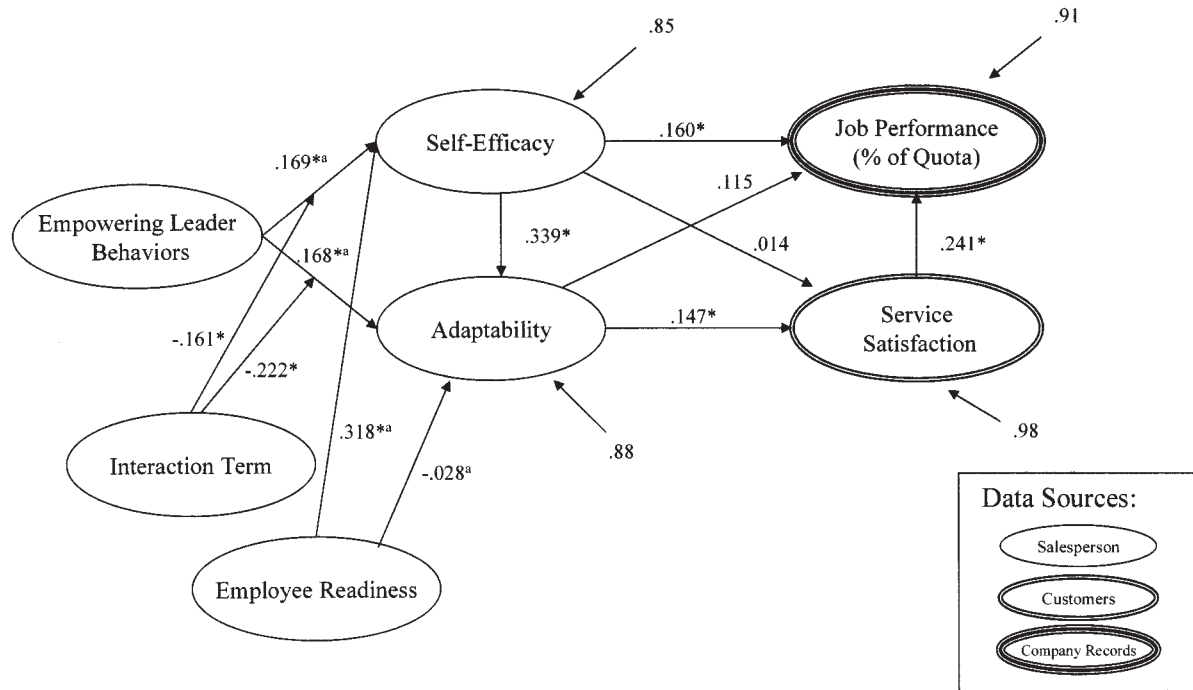 .85
.91
Self-Efficacy
.160*
Job Performance
(% of Quota)
.169*ª
.115
Empowering Leader
Behaviors
.168*ª
.339*
.014
.241*
Adaptability
.147*
Service
Satisfaction
-.161*
-.222*
.318*ª
.88
.98
Interaction Term
-.028ª
Employee Readiness
Data Sources:
Salesperson
Customers
Company Records